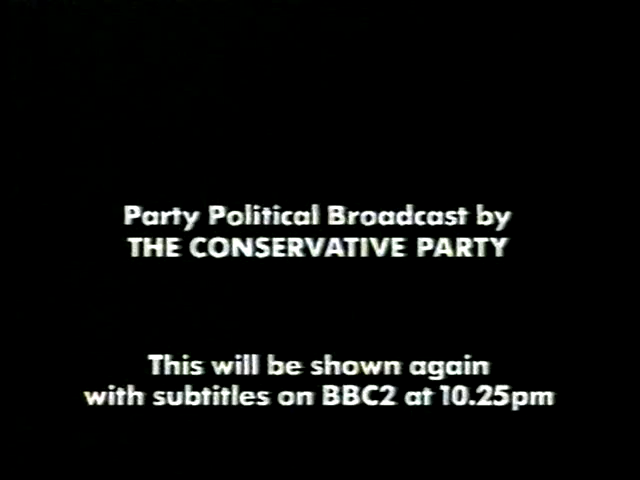 Party Political Broadcast by
THE CONSERVATIVE PARTY
This will be shown again
with subtitles on BBC2 at 10.25pm